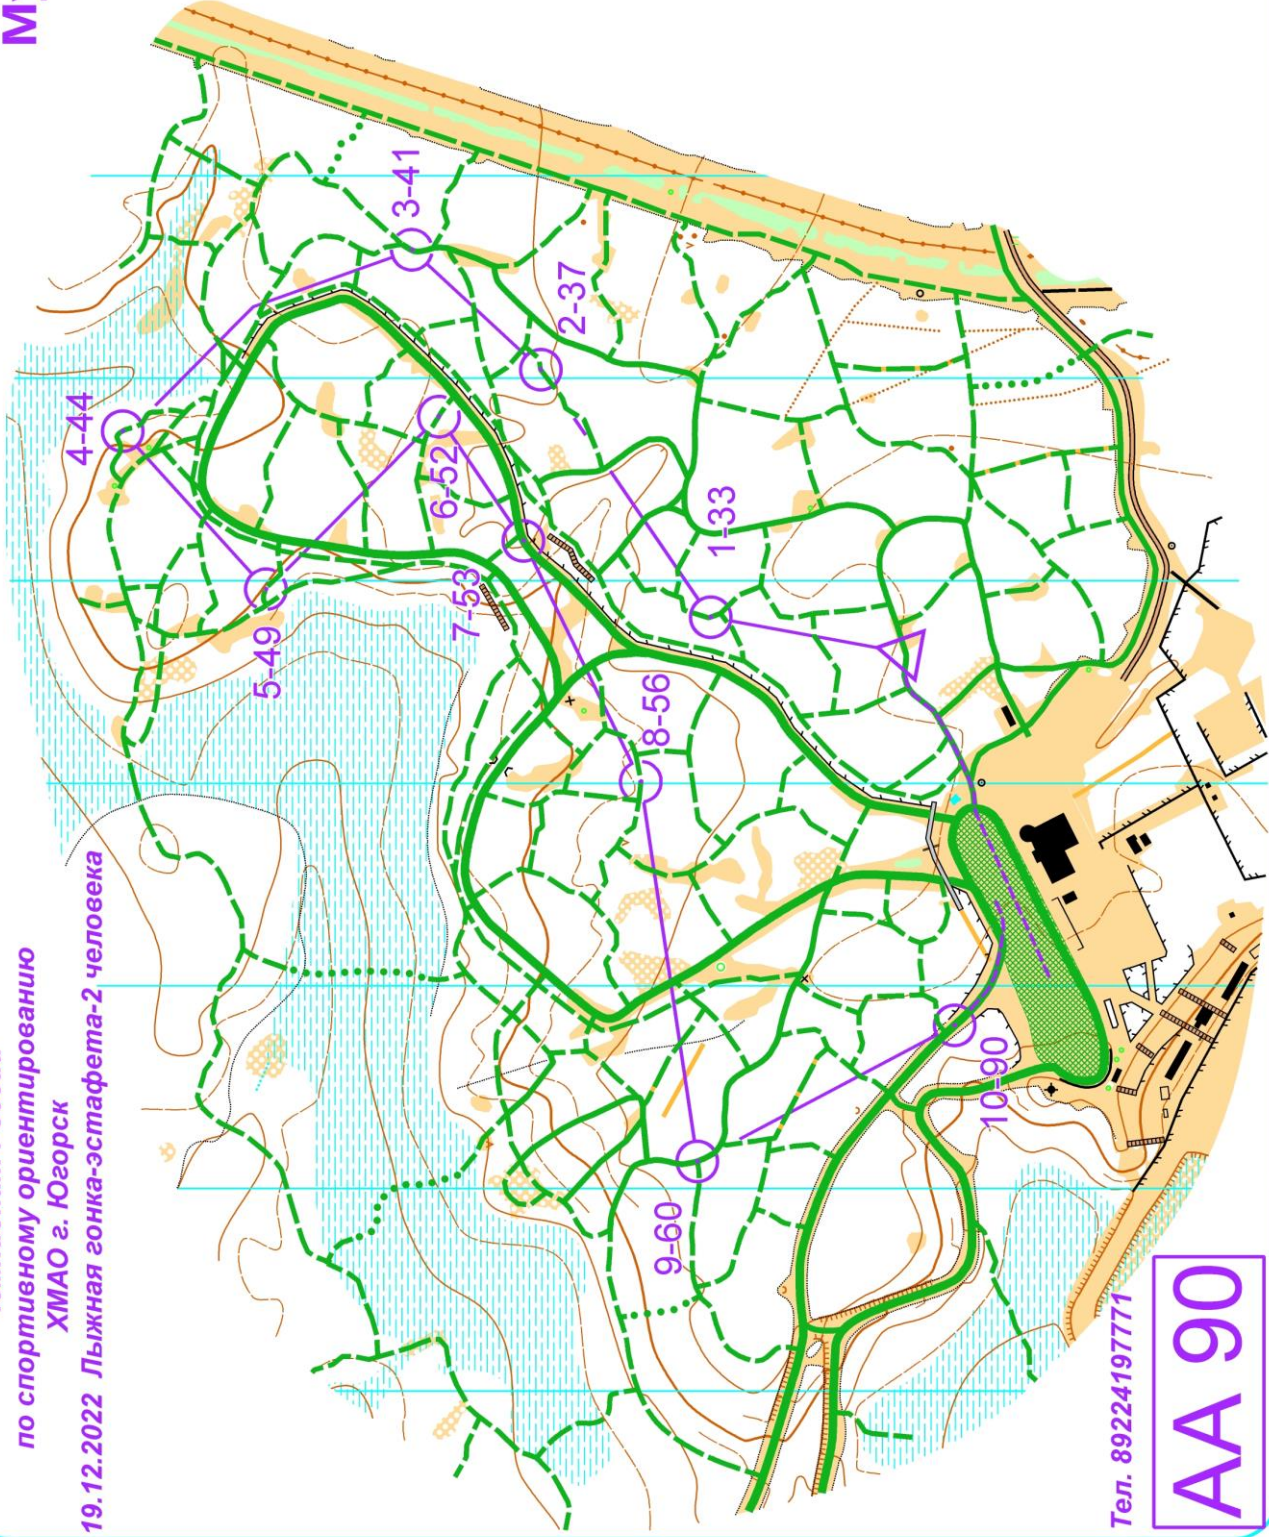 по спортивному ориентированию
ХМАО г. Югорск
19.12.2022 Лыжная гонка-эстафета-2 человека
3-41
2-37
4-44
6-52
1-33
7-53
5-49
8-56
10-90
9-60
Тел. 89224197771
АА 90